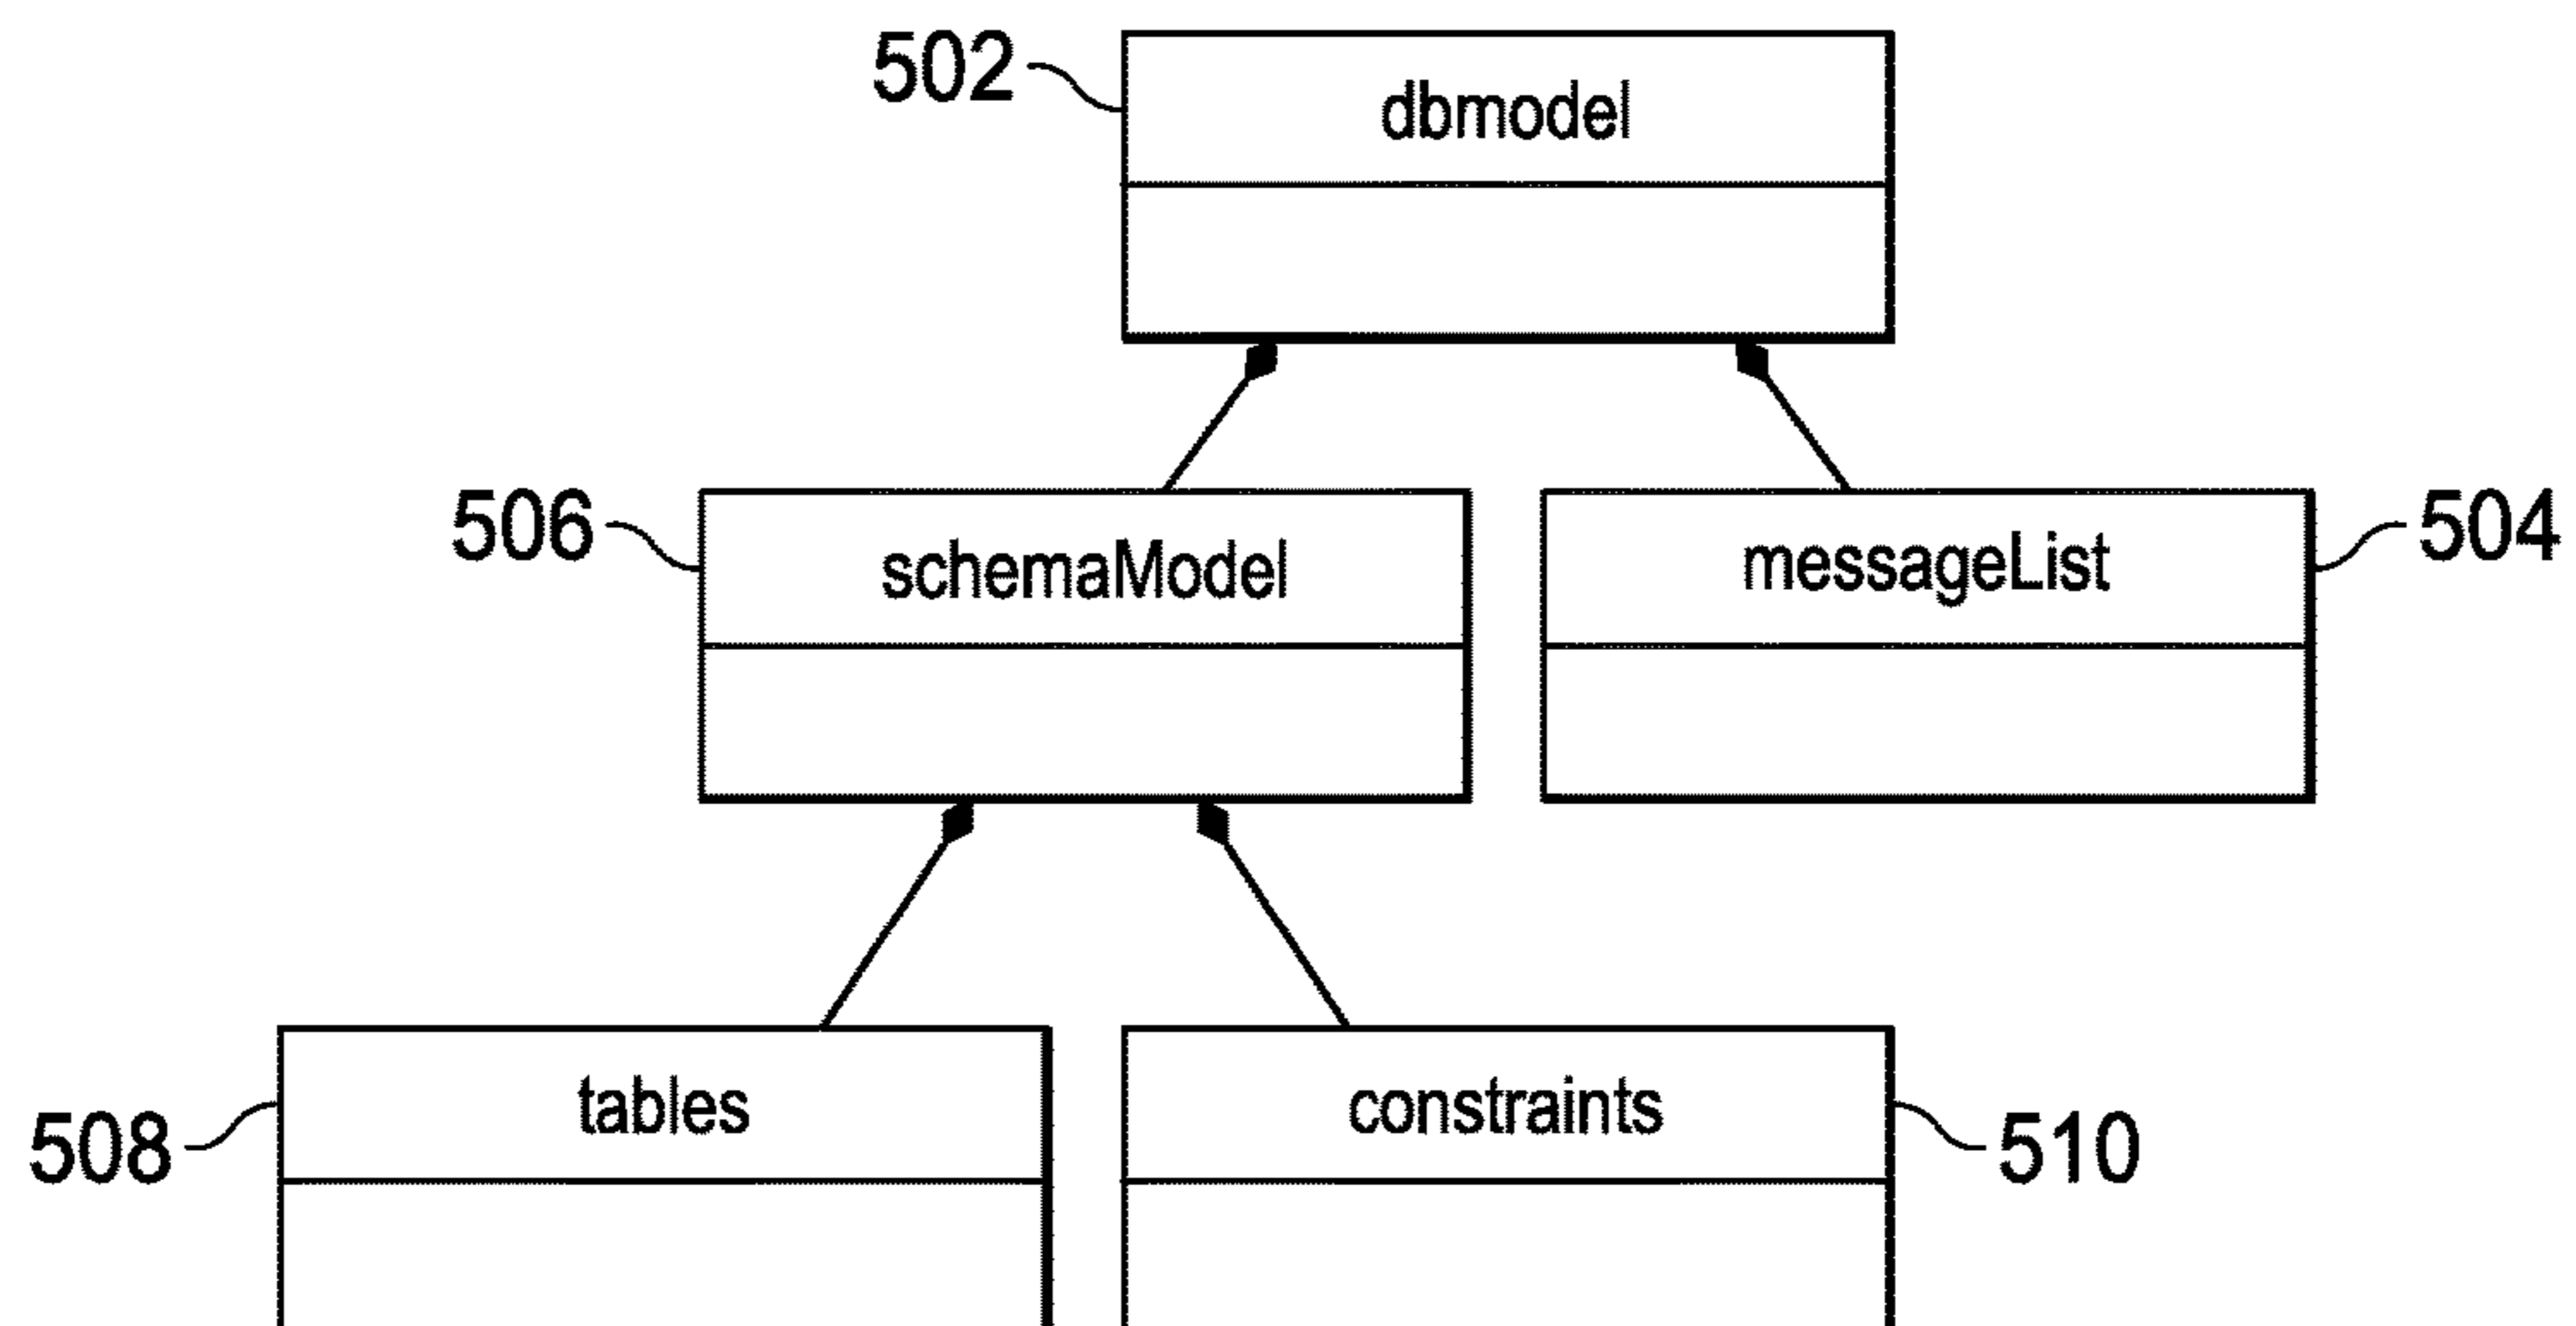 502
dbmodel
506
schemaModel
messageList
504
508
tables
constraints
510